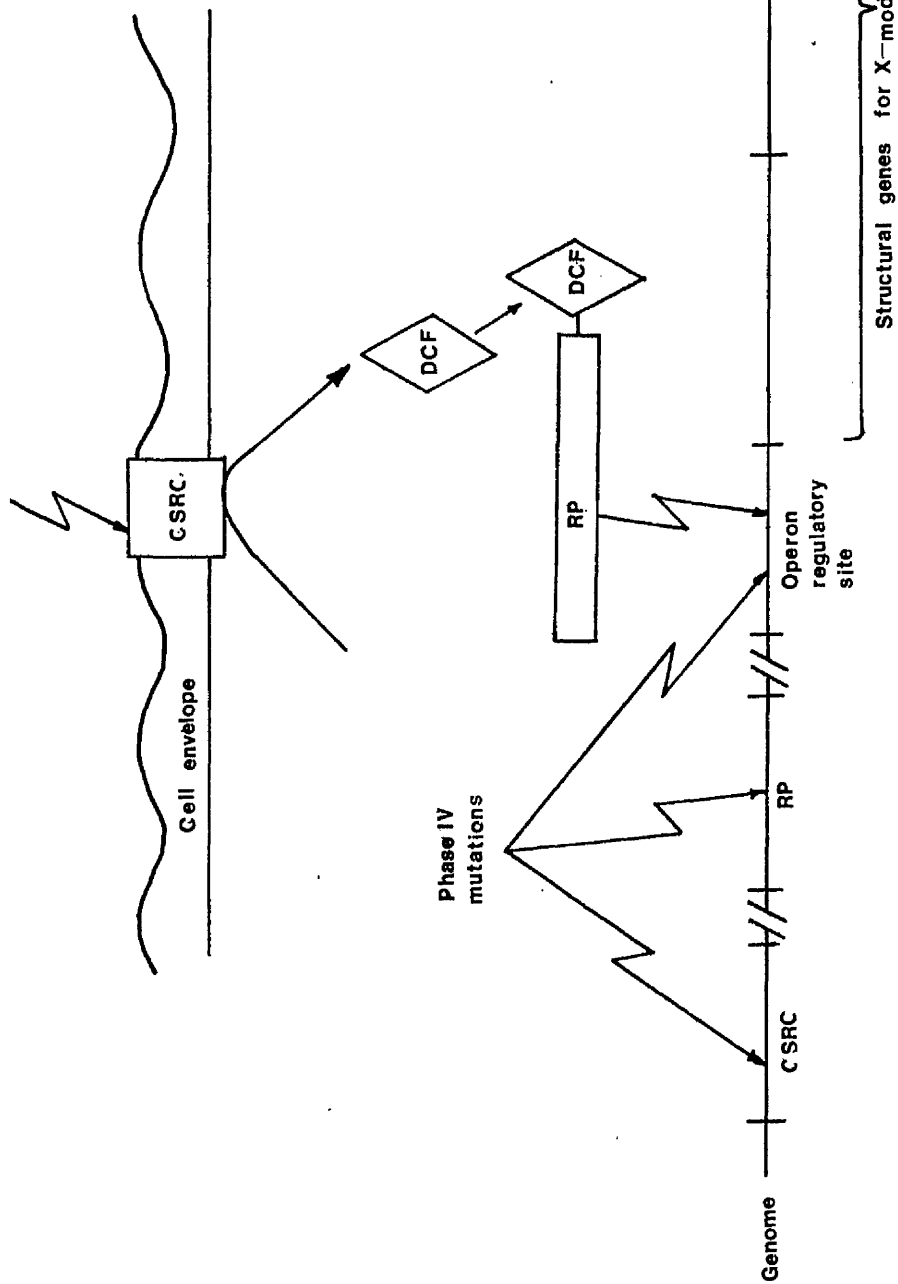 CSRC
Cell envelope
DCF
DCF
RP
Phase IV
mutations
Genome
CSRC
RP
Operon
regulatory
site
Structural genes for X-mod